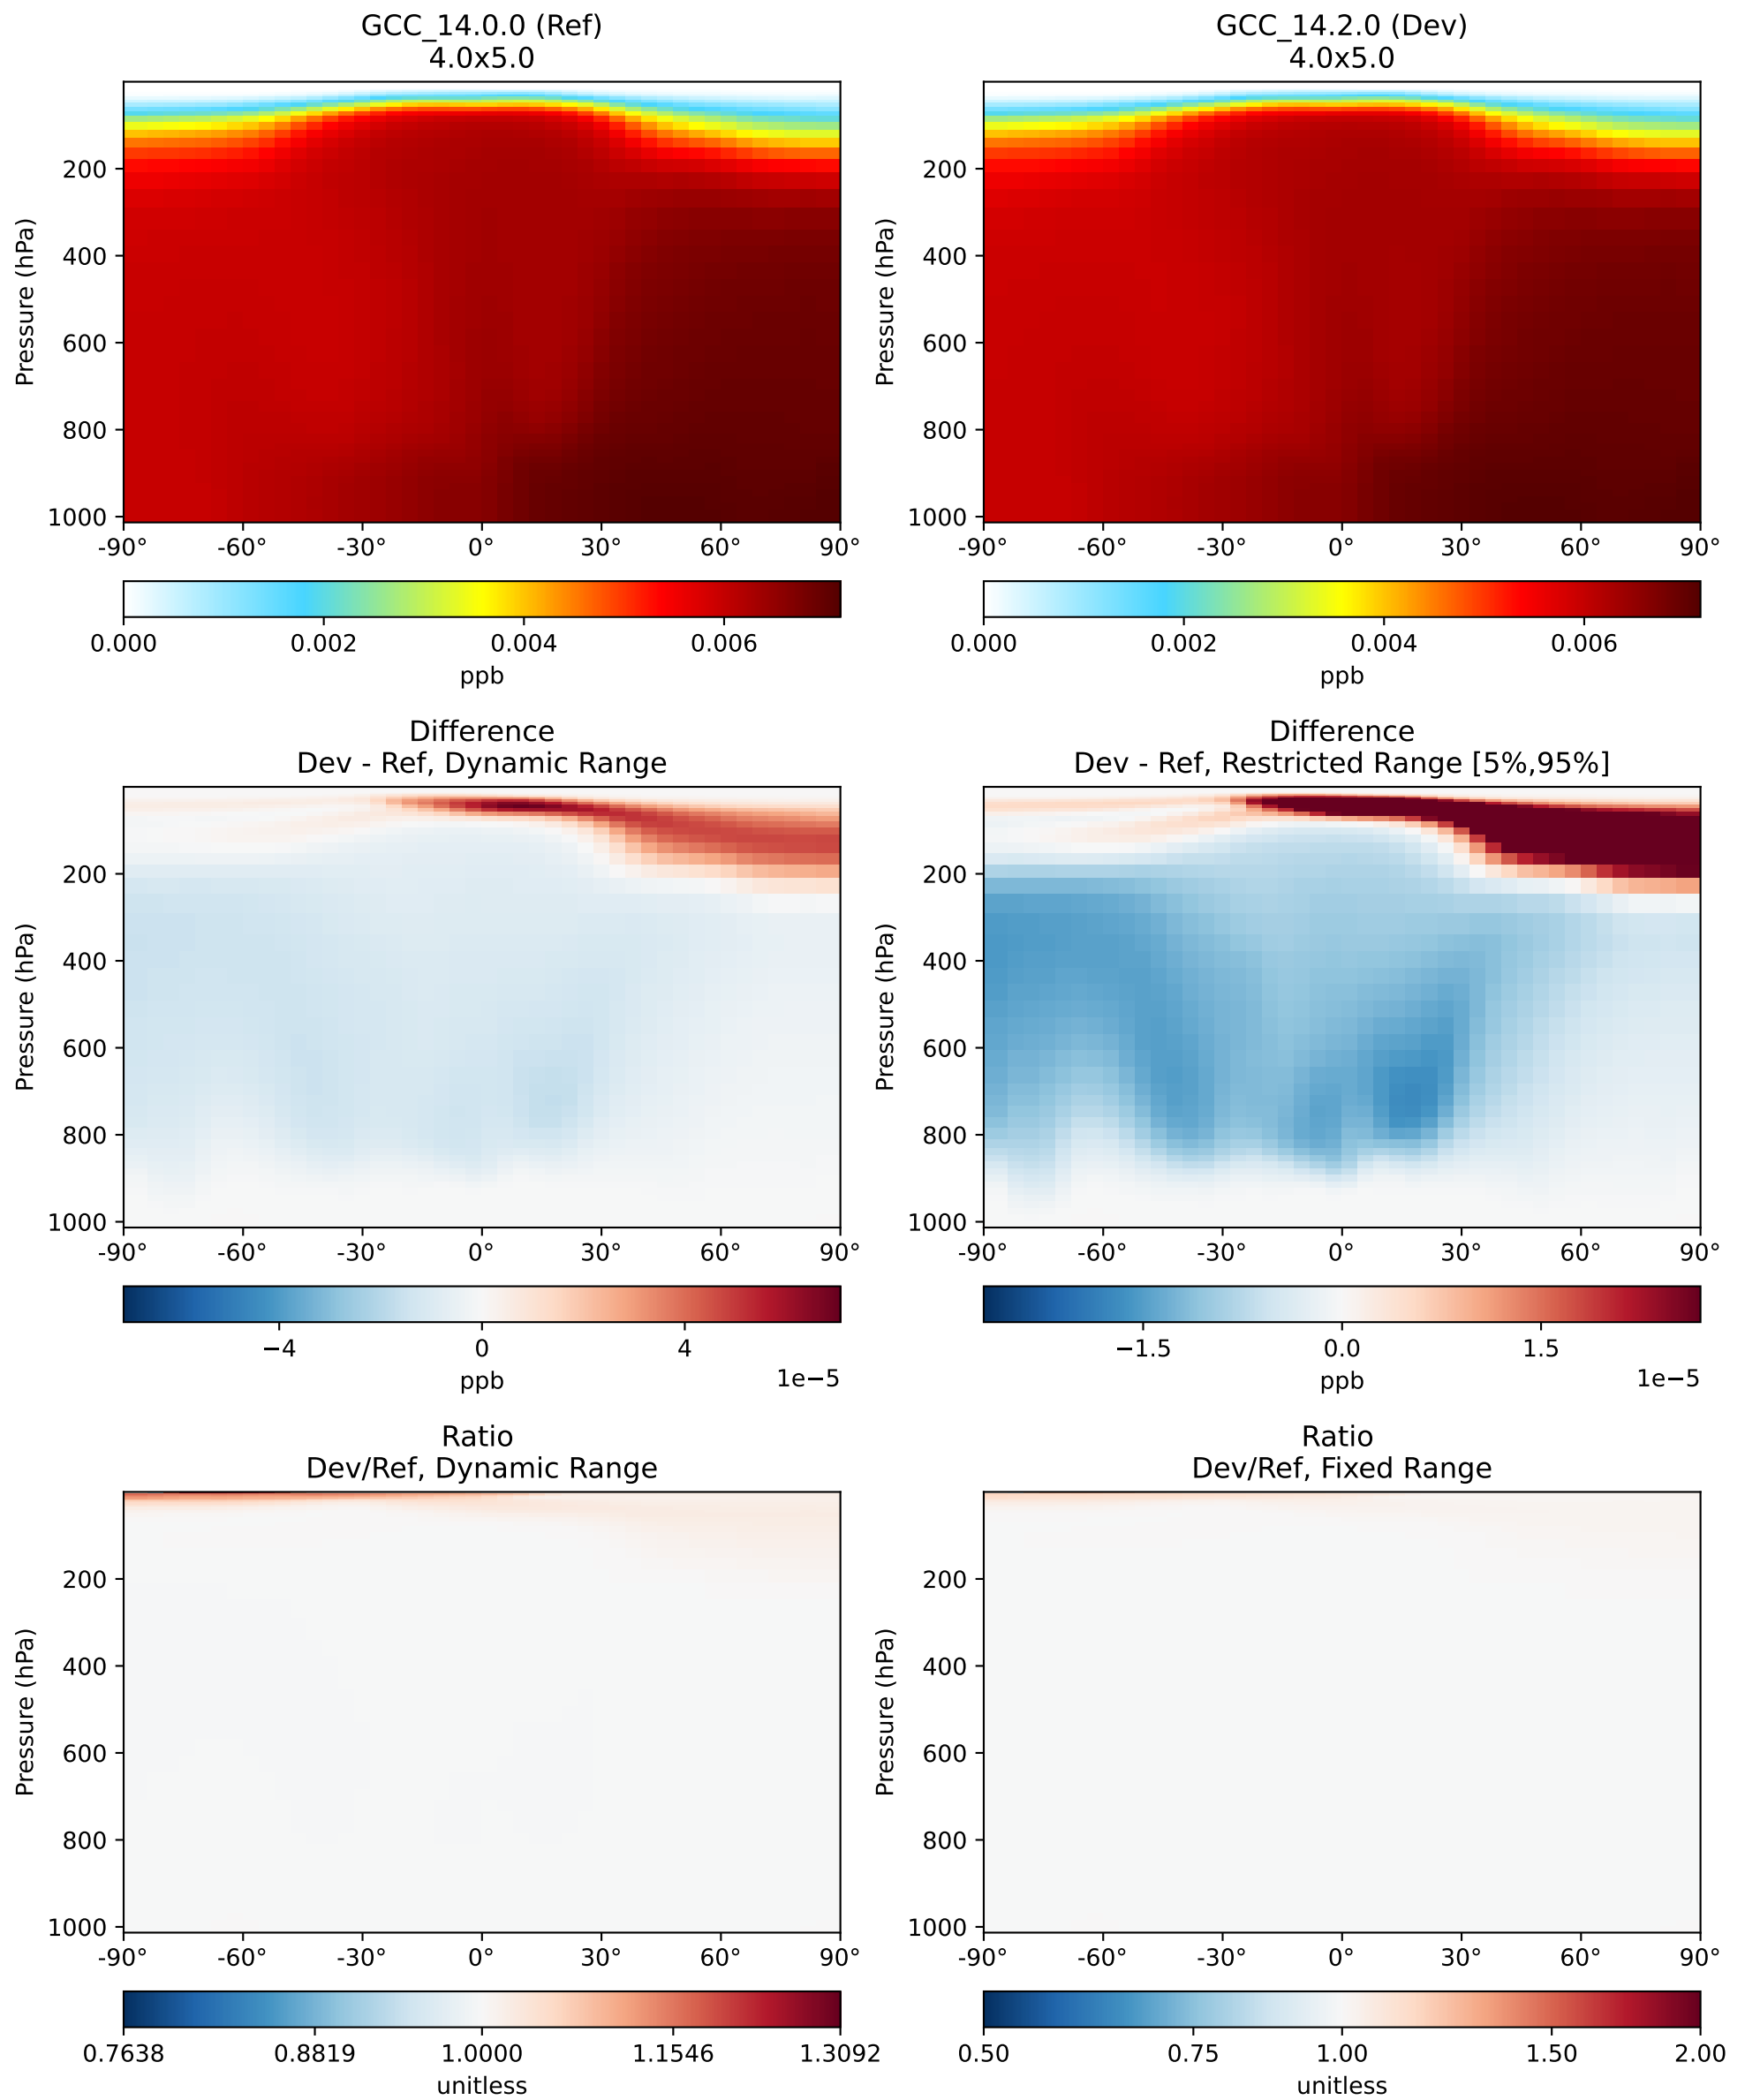 GCC_14.0.0 (Ref)
4.0x5.0
Pressure (hPa)
200
400
600
800
1000
-90° -60° -30° 0° 30° 60° 90°
0.000 0.002 0.004 0.006
ppb
GCC_14.2.0 (Dev)
4.0x5.0
Pressure (hPa)
200
400
600
800
1000
-90° -60° -30° 0° 30° 60° 90°
0.000 0.002 0.004 0.006
ppb
Difference
Dev - Ref, Dynamic Range
Pressure (hPa)
200
400
600
800
1000
-90° -60° -30° 0° 30° 60° 90°
−4 0 4
ppb
1e−5
Difference
Dev - Ref, Restricted Range [5%,95%]
Pressure (hPa)
200
400
600
800
1000
-90° -60° -30° 0° 30° 60° 90°
−1.5 0.0 1.5
ppb
1e−5
Ratio
Dev/Ref, Dynamic Range
Pressure (hPa)
200
400
600
800
1000
-90° -60° -30° 0° 30° 60° 90°
0.7638 0.8819 1.0000 1.1546 1.3092
unitless
Ratio
Dev/Ref, Fixed Range
Pressure (hPa)
200
400
600
800
1000
-90° -60° -30° 0° 30° 60° 90°
0.50 0.75 1.00 1.50 2.00
unitless